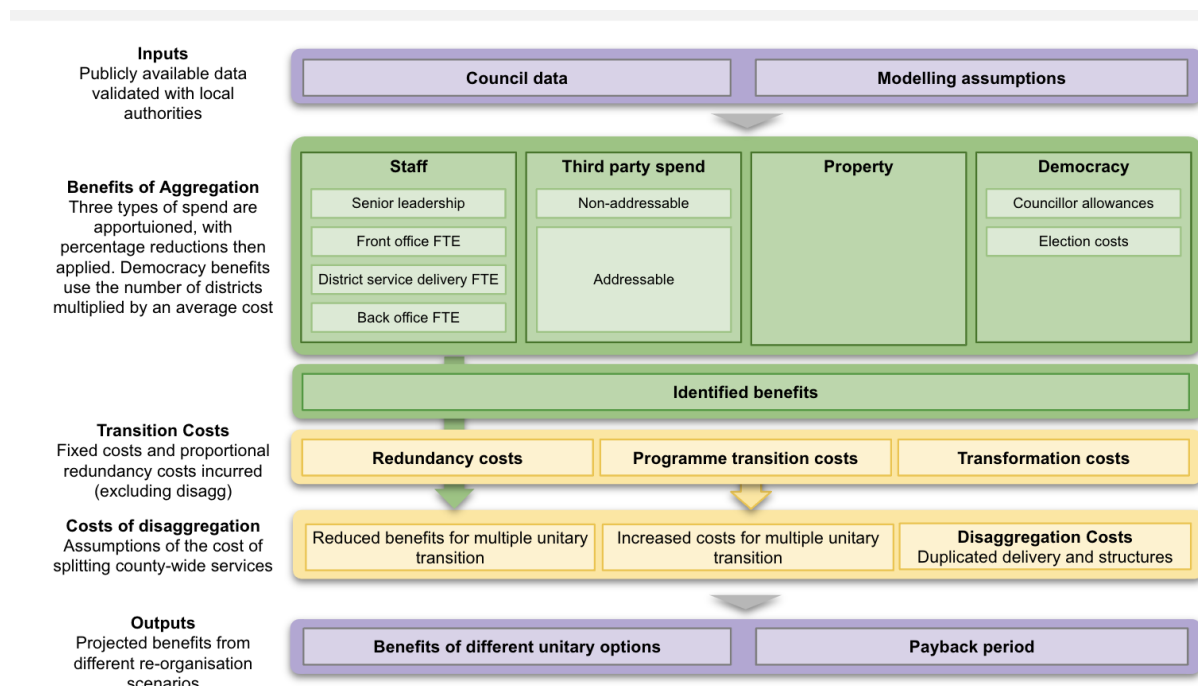 Inputs
Publicly available data
validated with local
authorities
Council data
Modelling assumptions
Benefits of Aggregation
Three types of spend are
apportuioned, with
percentage reductions then
applied. Democracy benefits
use the number of districts
multiplied by an average cost
Staff
Senior leadership
Front office FTE
District service delivery FTE
Back office FTE
Third party spend
Non-addressable
Addressable
Property
Democracy
Councillor allowances
Election costs
Identified benefits
Transition Costs
Fixed costs and proportional
redundancy costs incurred
(excluding disagg)
Redundancy costs
Programme transition costs
Transformation costs
Costs of disaggregation
Assumptions of the cost of
splitting county-wide services
Reduced benefits for multiple unitary
transition
Increased costs for multiple unitary
transition
Disaggregation Costs
Duplicated delivery and structures
Outputs
Projected benefits from
different re-organisation
scenarios
Benefits of different unitary options
Payback period